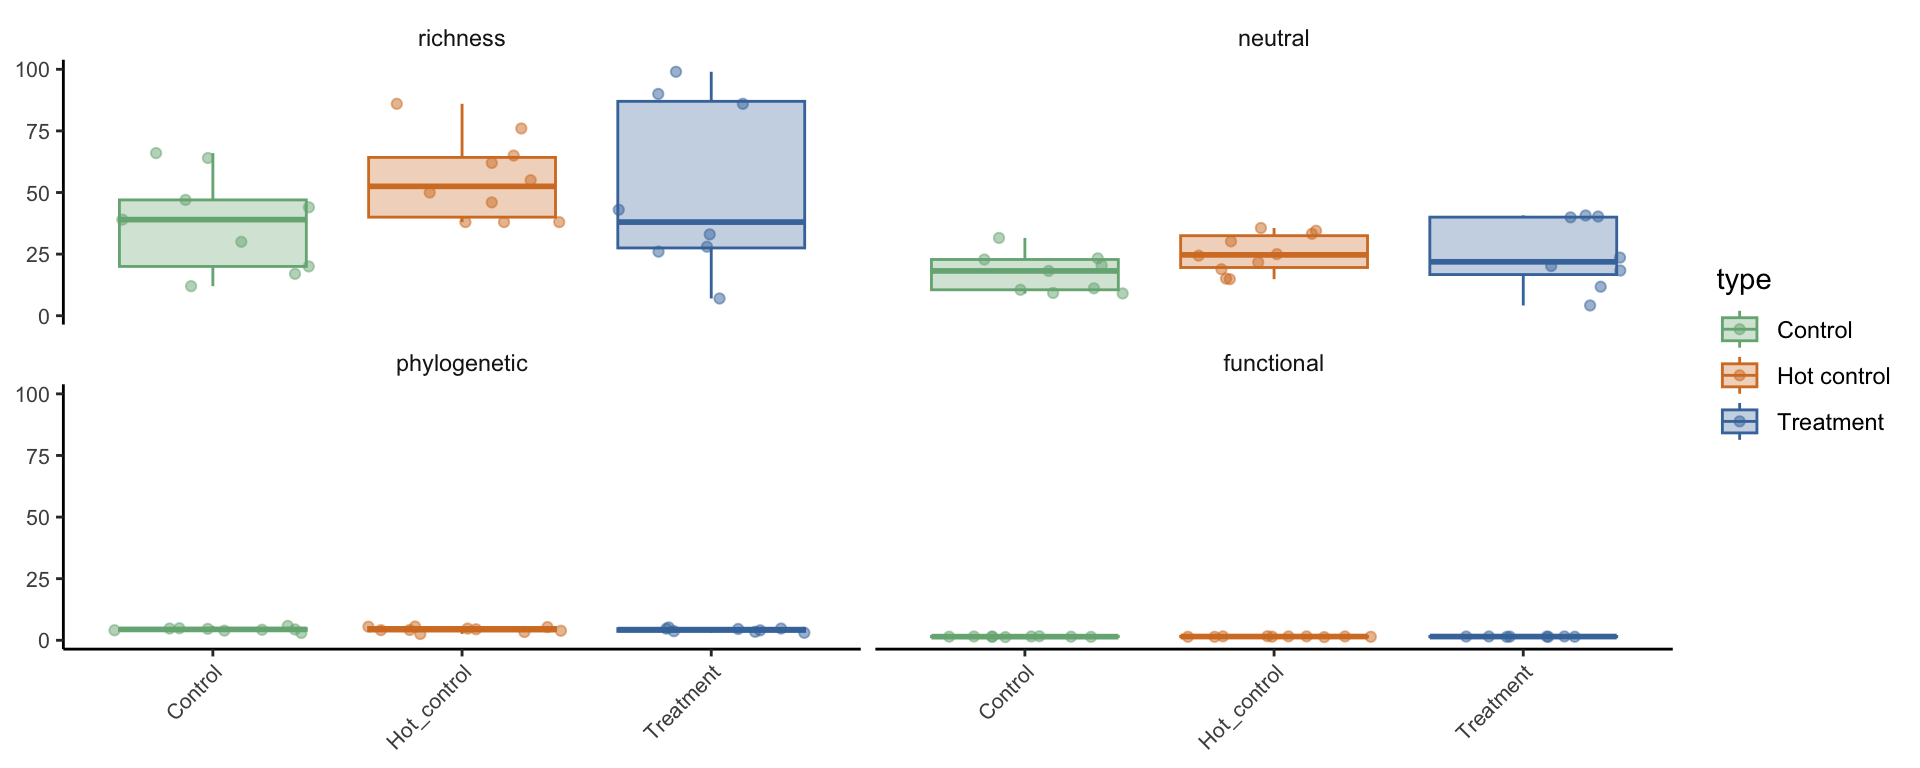 richness
neutral
100
75
50
25
0
phylogenetic
functional
100
75
50
25
0
Control
Hot_control
Treatment
Control
Hot_control
Treatment
type
Control
Hot control
Treatment